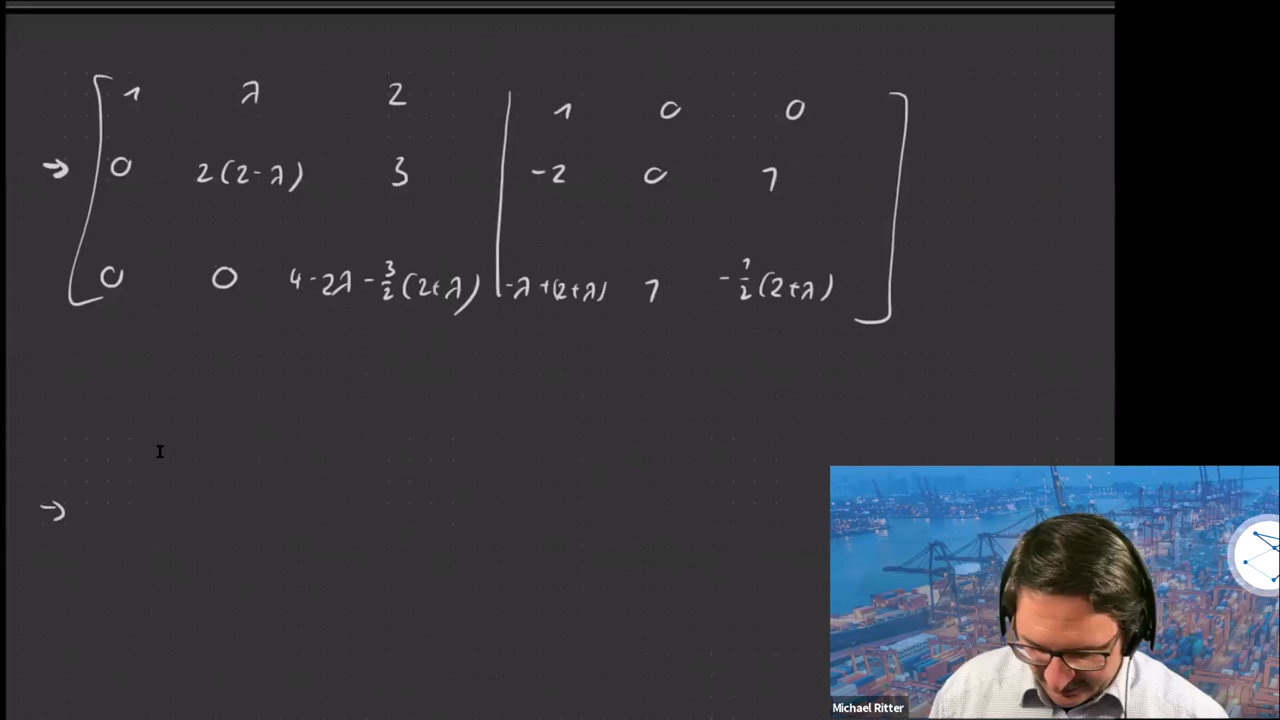 1 λ 2 | 1 0 0
→ 0 2(2-λ) 3 | -2 0 1
0 0 4-2λ-3/2(2+λ) | -λ+(2+λ) 1 -1/2(2+λ)
→
Michael Ritter